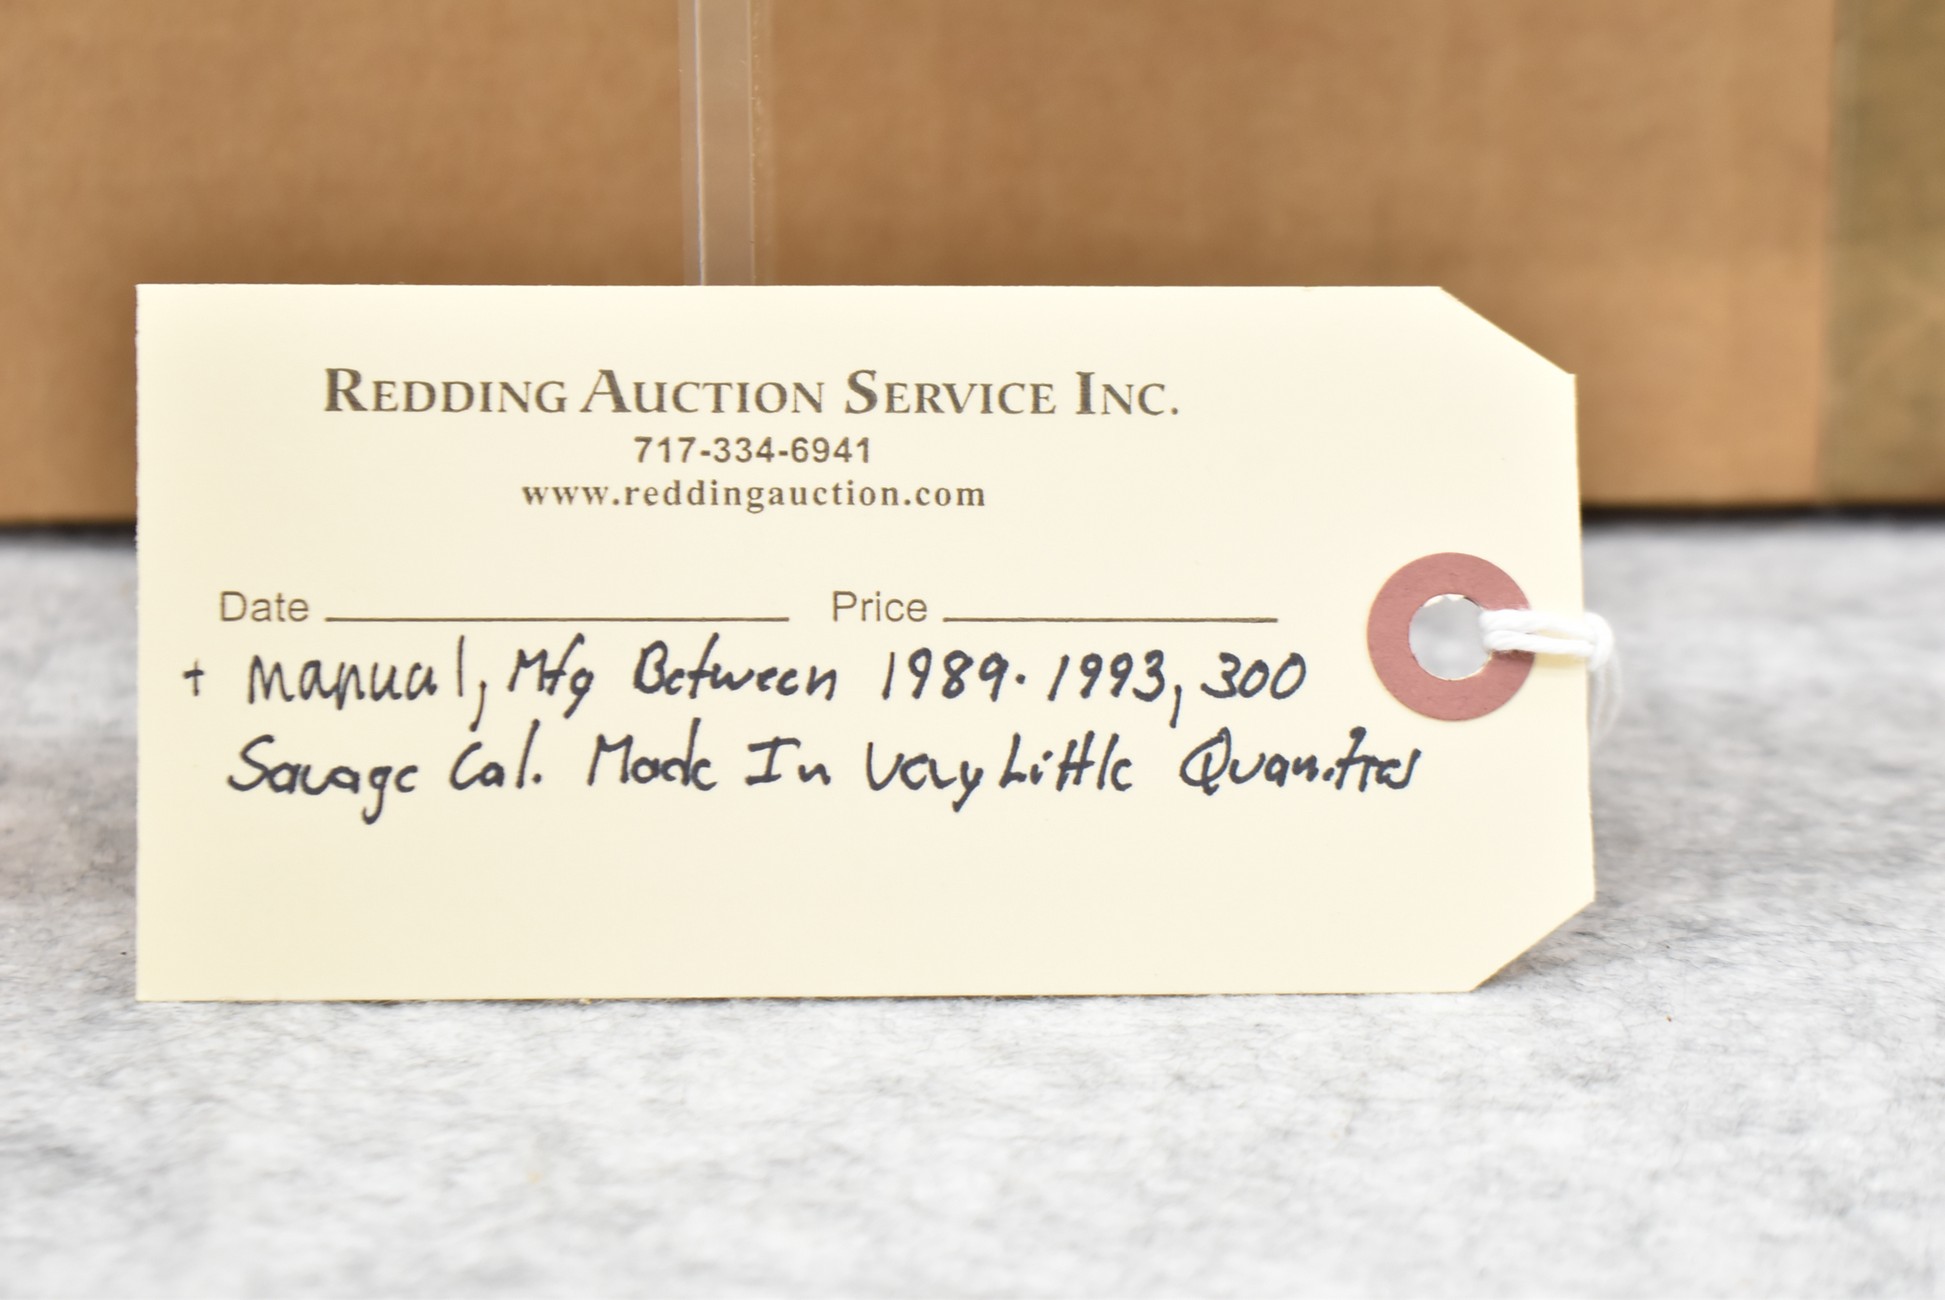 REDDING AUCTION SERVICE INC.
717-334-6941
www.reddingauction.com
Date Price
+ manual, Mfg Between 1989-1993, 300
Savage Cal. Made In Very Little Quanities